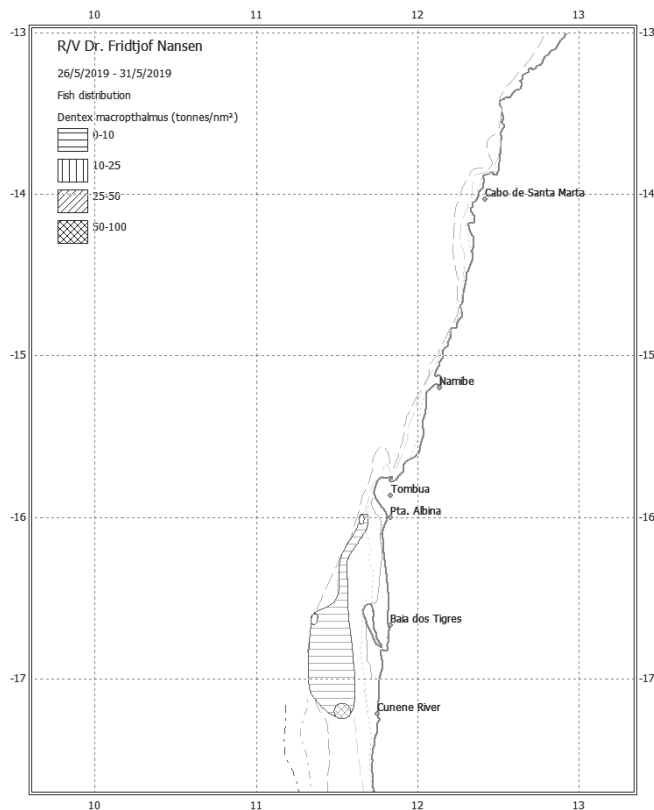 10 11 12 13
-13 -13
R/V Dr. Fridtjof Nansen
26/5/2019 - 31/5/2019
Fish distribution
Dentex macropthalmus (tonnes/nm²)
0-10
10-25
25-50
50-100
-14 -14
Cabo de Santa Marta
-15 -15
Namibe
Tombua
-16 Pta. Albina -16
Baia dos Tigres
-17 -17
Cunene River
10 11 12 13